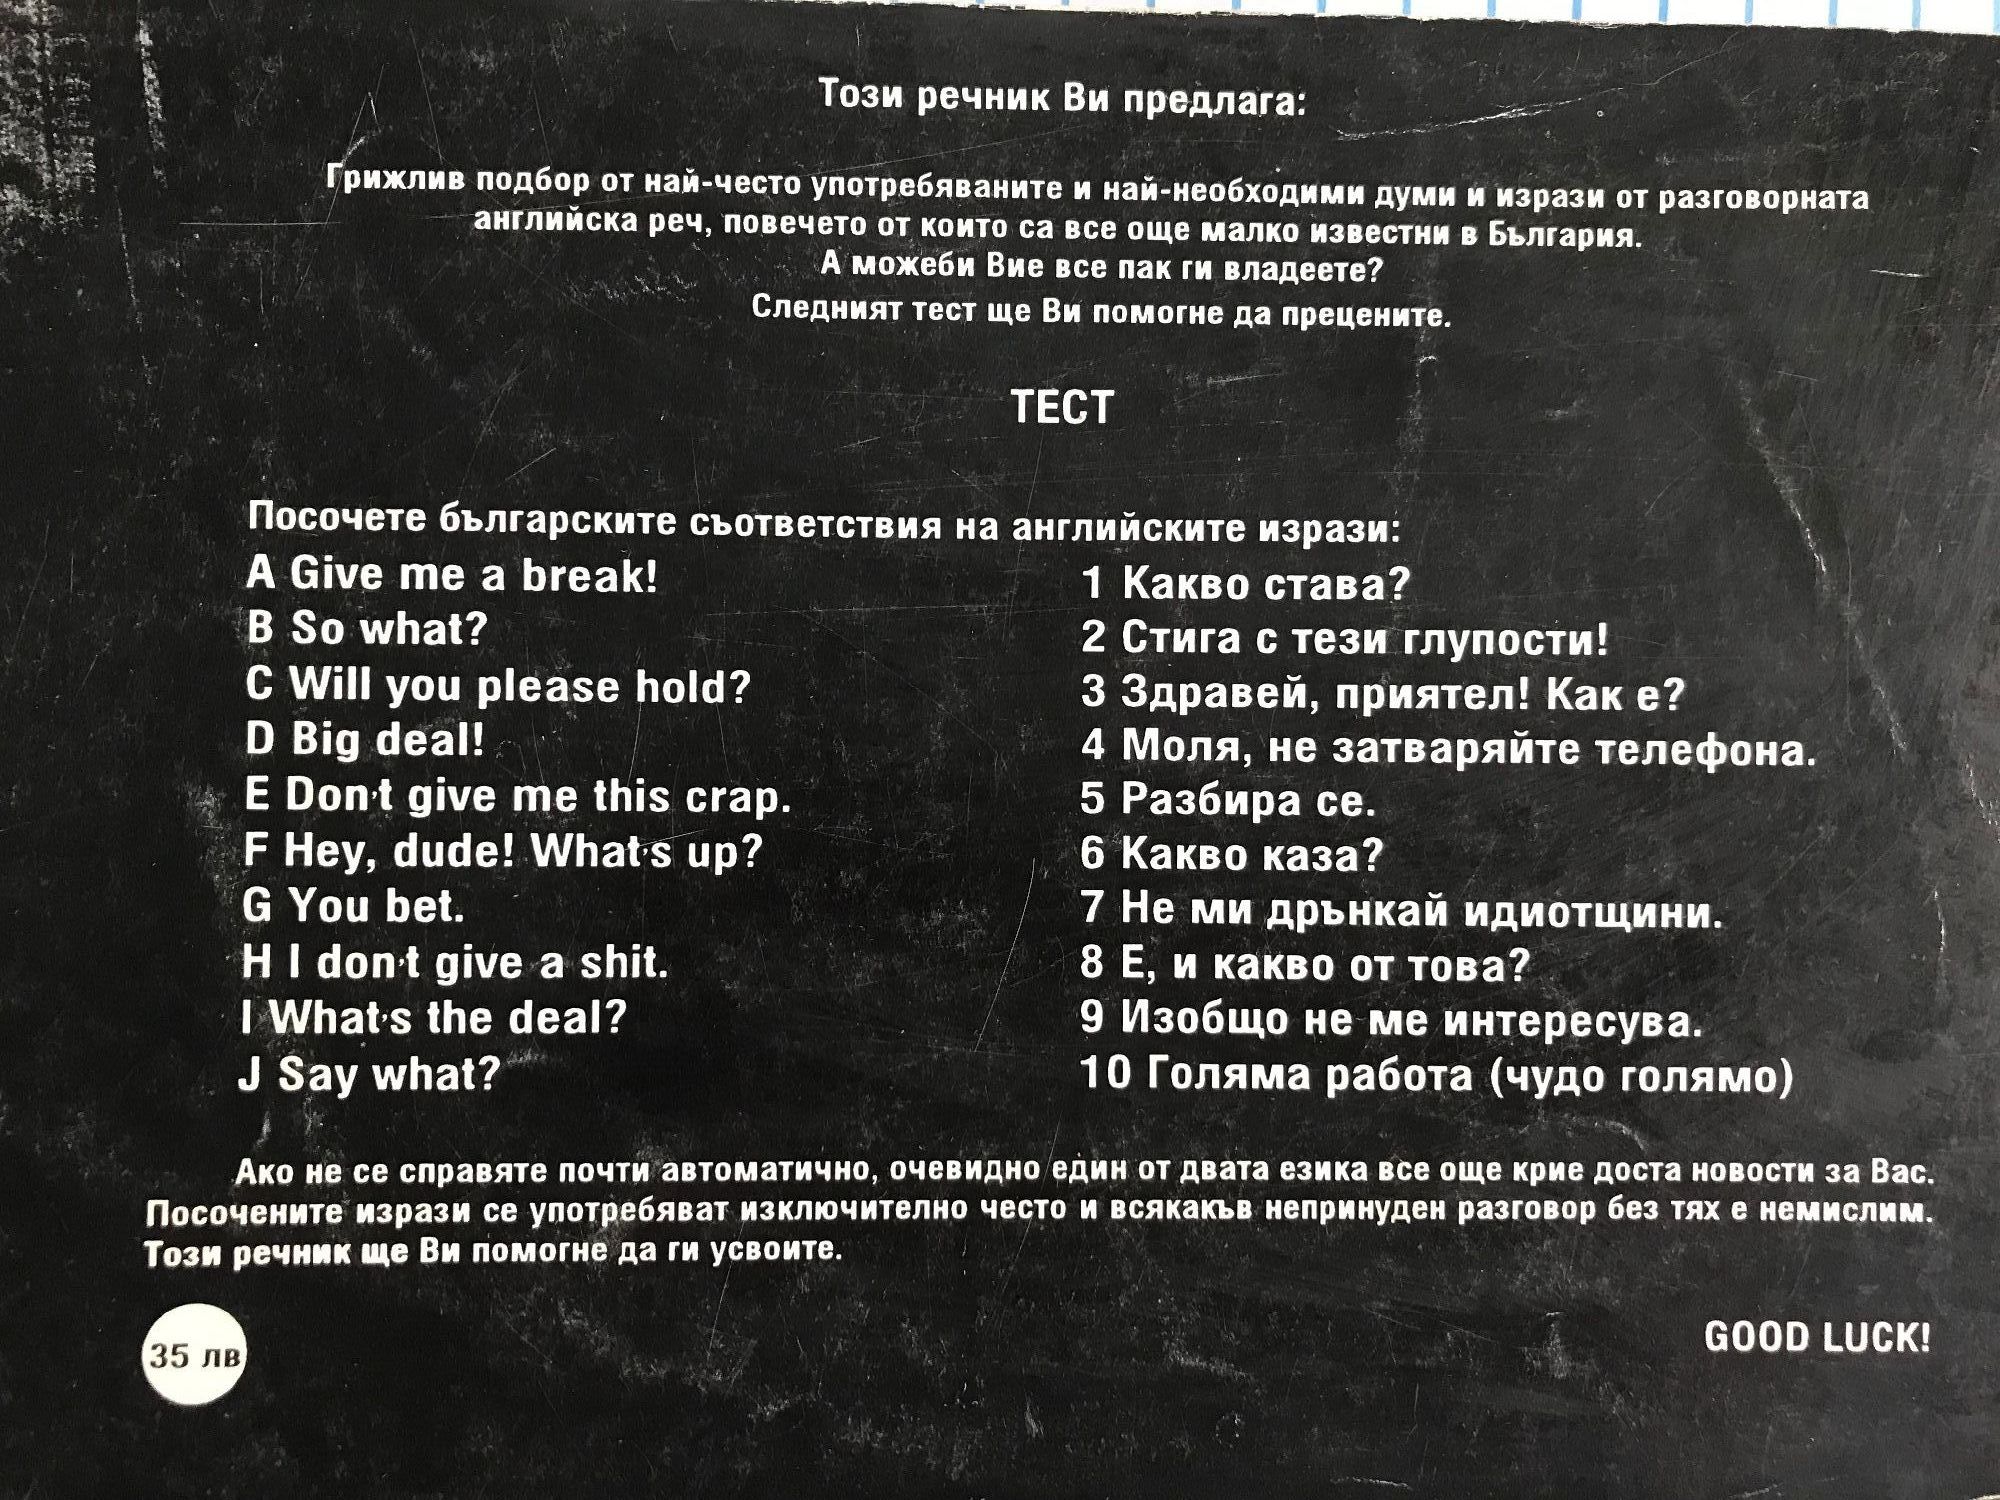 Този речник Ви предлага:
Грижлив подбор от най-често употребяваните и най-необходими думи и изрази от разговорната
английска реч, повечето от които са все още малко известни в България.
А можеби Вие все пак ги владеете?
Следният тест ще Ви помогне да прецените.
ТЕСТ
Посочете българските съответствия на английските изрази:
A Give me a break!
B So what?
C Will you please hold?
D Big deal!
E Don't give me this crap.
F Hey, dude! What's up?
G You bet.
H I don't give a shit.
I What's the deal?
J Say what?
1 Какво става?
2 Стига с тези глупости!
3 Здравей, приятел! Как е?
4 Моля, не затваряйте телефона.
5 Разбира се.
6 Какво каза?
7 Не ми дрънкай идиотщини.
8 Е, и какво от това?
9 Изобщо не ме интересува.
10 Голяма работа (чудо голямо)
Ако не се справяте почти автоматично, очевидно един от двата езика все още крие доста новости за Вас.
Посочените изрази се употребяват изключително често и всякакъв непринуден разговор без тях е немислим.
Този речник ще Ви помогне да ги усвоите.
GOOD LUCK!
35 лв